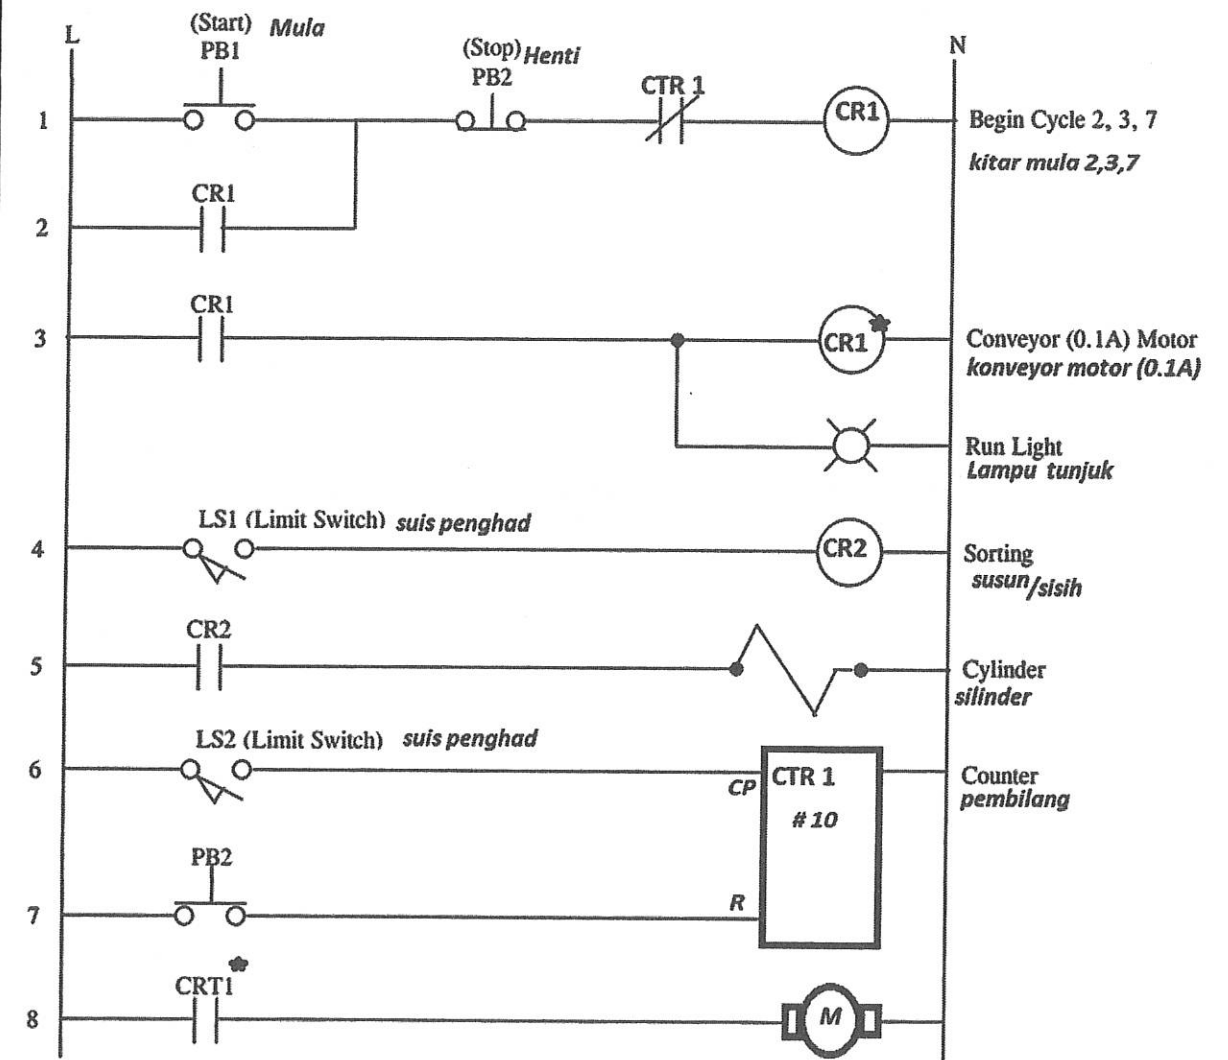 (Start) Mula
L PB1 (Stop) Henti N
PB2 CTR 1
1 CR1 Begin Cycle 2, 3, 7
kitar mula 2,3,7
CR1
2
CR1
3 CR1 Conveyor (0.1A) Motor
konveyor motor (0.1A)
Run Light
Lampu tunjuk
LS1 (Limit Switch) suis penghad
4 CR2 Sorting
susun/sisih
CR2
5 Cylinder
silinder
LS2 (Limit Switch) suis penghad
6 CP CTR 1 Counter
# 10 pembilang
PB2
7 R
CRT1
8 M